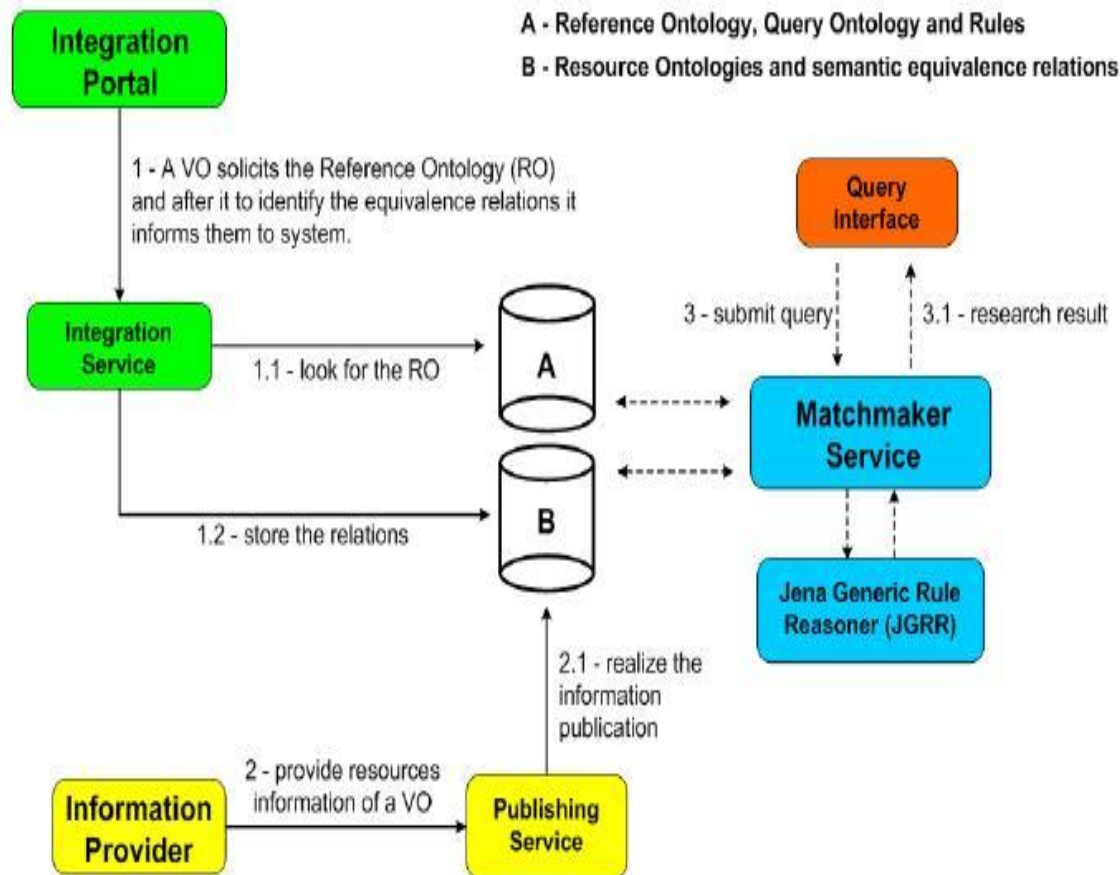 Integration
Portal
A - Reference Ontology, Query Ontology and Rules
B - Resource Ontologies and semantic equivalence relations
1 - A VO solicits the Reference Ontology (RO)
and after it to identify the equivalence relations it
informs them to system.
Query
Interface
3 - submit query
3.1 - research result
Integration
Service
1.1 - look for the RO
A
Matchmaker
Service
B
1.2 - store the relations
Jena Generic Rule
Reasoner (JGRR)
2.1 - realize the
information
publication
2 - provide resources
information of a VO
Information
Provider
Publishing
Service